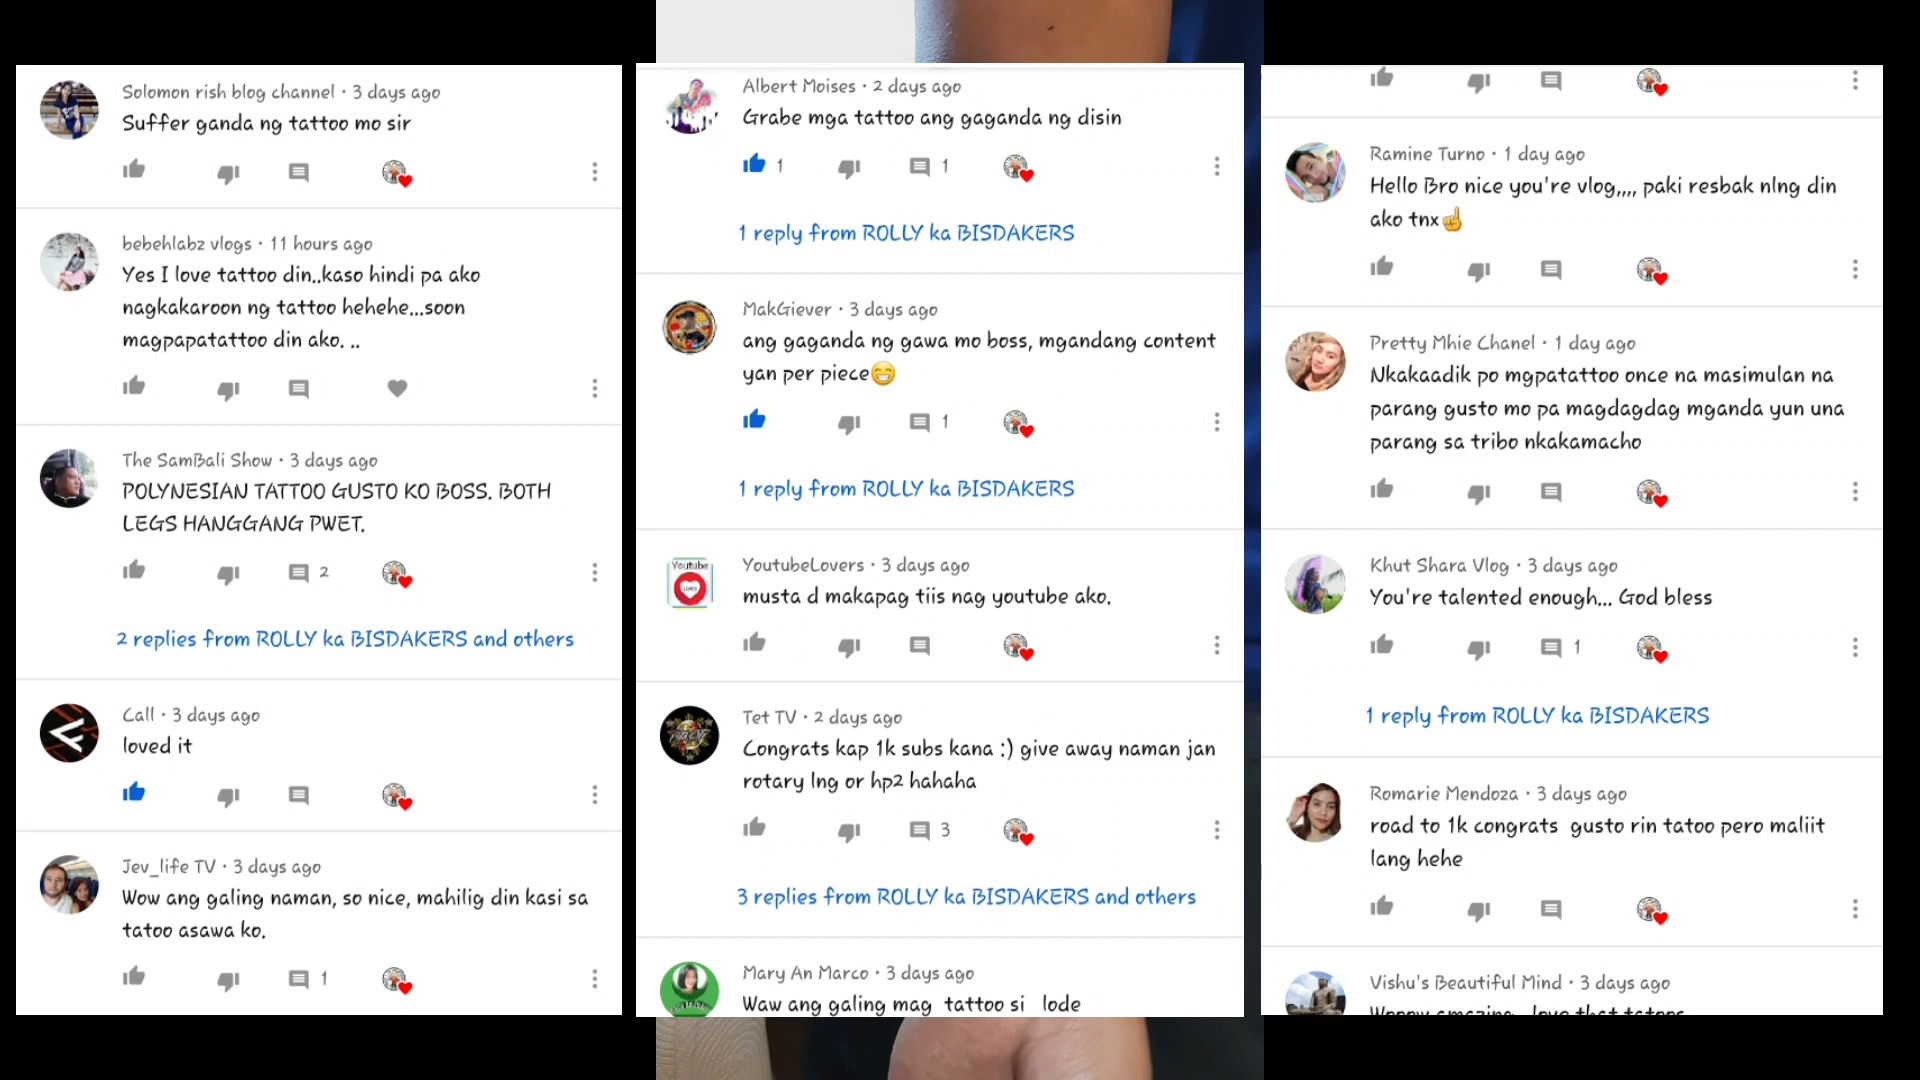 Solomon rish blog channel · 3 days ago
Suffer ganda ng tattoo mo sir
bebehlabz vlogs · 11 hours ago
Yes I love tattoo din..kaso hindi pa ako
nagkakaroon ng tattoo hehehe...soon
magpapatattoo din ako. ..
The SamBali Show · 3 days ago
POLYNESIAN TATTOO GUSTO KO BOSS. BOTH
LEGS HANGGANG PWET.
2
2 replies from ROLLY ka BISDAKERS and others
Call · 3 days ago
loved it
Jev_life TV · 3 days ago
Wow ang galing naman, so nice, mahilig din kasi sa
tatoo asawa ko.
1
Albert Moises · 2 days ago
Grabe mga tattoo ang gaganda ng disin
1 1
1 reply from ROLLY ka BISDAKERS
MakGiever · 3 days ago
ang gaganda ng gawa mo boss, mgandang content
yan per piece😁
1
1 reply from ROLLY ka BISDAKERS
Youtube
YoutubeLovers · 3 days ago
musta d makapag tiis nag youtube ako.
Tet TV · 2 days ago
Congrats kap 1k subs kana :) give away naman jan
rotary lng or hp2 hahaha
3
3 replies from ROLLY ka BISDAKERS and others
Mary An Marco · 3 days ago
Waw ang galing mag tattoo si lode
Ramine Turno · 1 day ago
Hello Bro nice you're vlog,,,, paki resbak nlng din
ako tnx☝
Pretty Mhie Chanel · 1 day ago
Nkakaadik po mgpatattoo once na masimulan na
parang gusto mo pa magdagdag mganda yun una
parang sa tribo nkakamacho
Khut Shara Vlog · 3 days ago
You're talented enough... God bless
1
1 reply from ROLLY ka BISDAKERS
Romarie Mendoza · 3 days ago
road to 1k congrats gusto rin tatoo pero maliit
lang hehe
Vishu's Beautiful Mind · 3 days ago
love that